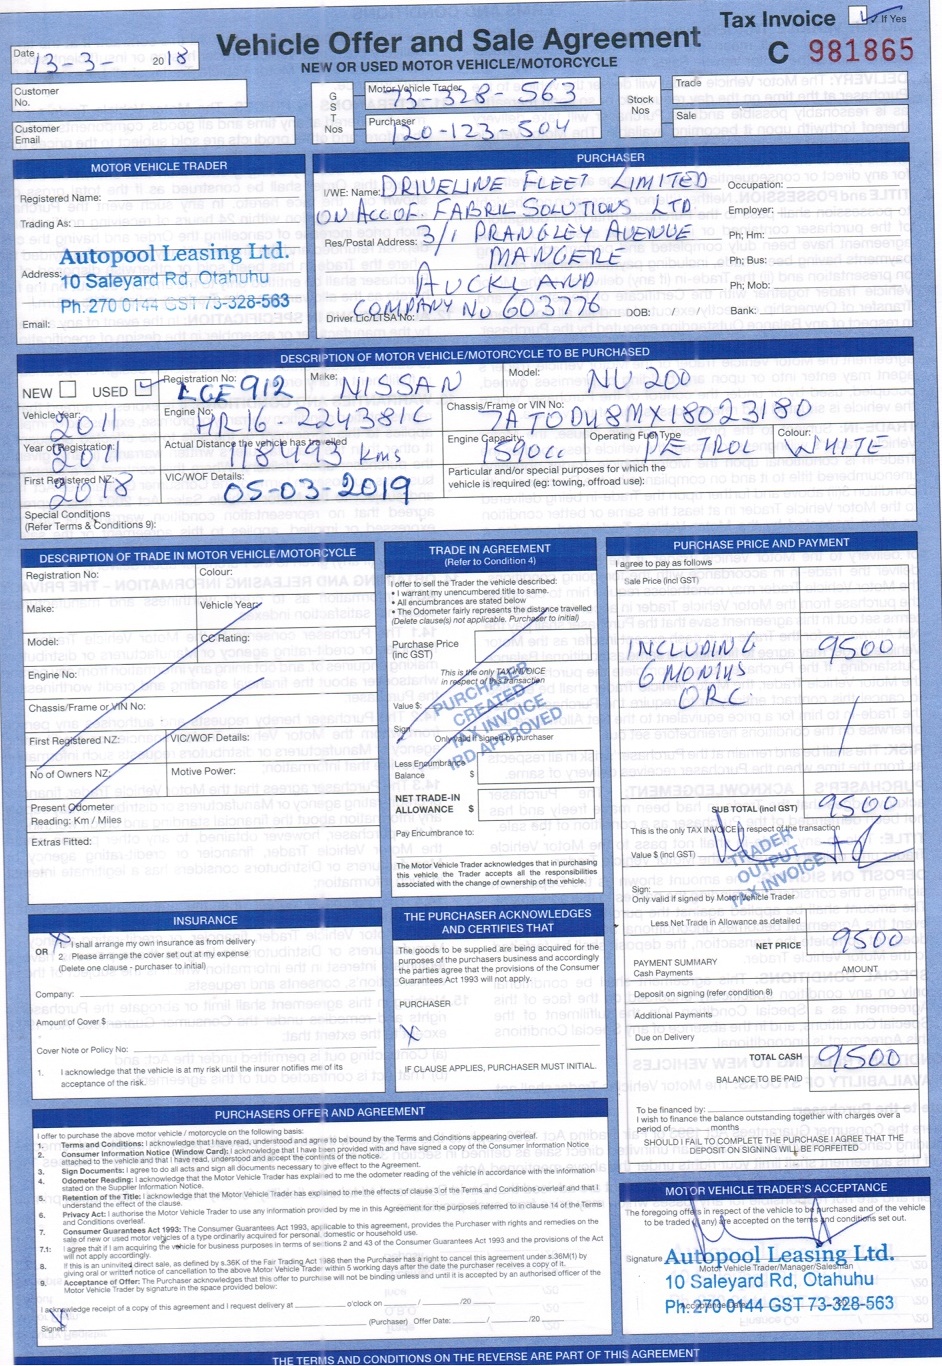 Tax Invoice ✓ If Yes
Date 13-3- 2018
Vehicle Offer and Sale Agreement
C 981865
NEW OR USED MOTOR VEHICLE/MOTORCYCLE
Customer No.
Customer Email
GST Nos
Motor Vehicle Trader 73-328-563
Purchaser 120-123-504
Stock Nos
Trade
Sale
MOTOR VEHICLE TRADER
Registered Name:
Trading As:
Autopool Leasing Ltd.
Address: 10 Saleyard Rd, Otahuhu
Ph: 270 0144 GST 73-328-563
Email:
PURCHASER
I/WE: Name: DRIVELINE FLEET LIMITED
ON ACC OF. FABRIL SOLUTIONS LTD.
Res/Postal Address: 3/1 PRANGLEY AVENUE
MANGERE
AUCKLAND
COMPANY No 603776
Driver Lic/LTSA No:
DOB: / /
Occupation:
Employer:
Ph; Hm:
Ph; Bus:
Ph; Mob:
Bank:
DESCRIPTION OF MOTOR VEHICLE/MOTORCYCLE TO BE PURCHASED
NEW USED ✓
Registration No: LGE912
Make: NISSAN
Model: NV200
Vehicle Year: 2011
Engine No: HR16-224381C
Chassis/Frame or VIN No: 7AT0DU8MX18023180
Year of Registration: 2011
Actual Distance the vehicle has travelled 118493 kms
Engine Capacity: 1590cc
Operating Fuel Type PETROL
Colour: WHITE
First Registered NZ: 2018
VIC/WOF Details: 05-03-2019
Particular and/or special purposes for which the
vehicle is required (eg: towing, offroad use):
Special Conditions
(Refer Terms & Conditions 9):
DESCRIPTION OF TRADE IN MOTOR VEHICLE/MOTORCYCLE
Registration No: Colour:
Make: Vehicle Year:
Model: CC Rating:
Engine No:
Chassis/Frame or VIN No:
First Registered NZ: VIC/WOF Details:
No of Owners NZ: Motive Power:
Present Odometer
Reading: Km / Miles
Extras Fitted:
TRADE IN AGREEMENT
(Refer to Condition 4)
I offer to sell the Trader the vehicle described:
• I warrant my unencumbered title to same.
• All encumbrances are stated below
• The Odometer fairly represents the distance travelled
(Delete clause(s) not applicable. Purchaser to initial)
Purchase Price
(inc GST)
This is the only TAX INVOICE
in respect of the transaction
Value $:
Sign:
Only valid if signed by purchaser
PURCHASER
CREATED
TAX INVOICE
IRD APPROVED
Less Encumbrance
Balance $
NET TRADE-IN
ALLOWANCE $
Pay Encumbrance to:
The Motor Vehicle Trader acknowledges that in purchasing
this vehicle the Trader accepts all the responsibilities
associated with the change of ownership of the vehicle.
PURCHASE PRICE AND PAYMENT
I agree to pay as follows
Sale Price (incl GST)
INCLUDING 9500
6 MONTHS
ORC.
SUB TOTAL (incl GST) 9500
This is the only TAX INVOICE in respect of the transaction
Value $ (incl GST)
TRADER
OUTPUT
TAX INVOICE
Sign:
Only valid if signed by Motor Vehicle Trader
Less Net Trade in Allowance as detailed
NET PRICE 9500
PAYMENT SUMMARY
Cash Payments AMOUNT
Deposit on signing (refer condition 8)
Additional Payments
Due on Delivery
TOTAL CASH 9500
BALANCE TO BE PAID
To be financed by:
I wish to finance the balance outstanding together with charges over a
period of months
SHOULD I FAIL TO COMPLETE THE PURCHASE I AGREE THAT THE
DEPOSIT ON SIGNING WILL BE FORFEITED
INSURANCE
I shall arrange my own insurance as from delivery
OR 2. Please arrange the cover set out at my expense
(Delete one clause - purchaser to initial)
Company:
Amount of Cover $
Cover Note or Policy No:
1. I acknowledge that the vehicle is at my risk until the insurer notifies me of its
acceptance of the risk.
THE PURCHASER ACKNOWLEDGES
AND CERTIFIES THAT
The goods to be supplied are being acquired for the
purposes of the purchasers business and accordingly
the parties agree that the provisions of the Consumer
Guarantees Act 1993 will not apply.
PURCHASER
X
IF CLAUSE APPLIES, PURCHASER MUST INITIAL.
PURCHASERS OFFER AND AGREEMENT
I offer to purchase the above motor vehicle / motorcycle on the following basis:
1. Terms and Conditions: I acknowledge that I have read, understood and agree to be bound by the Terms and Conditions appearing overleaf.
2. Consumer Information Notice (Window Card): I acknowledge that I have been provided with and have signed a copy of the Consumer Information Notice
attached to the vehicle and that I have read, understood and accept the contents of the notice.
3. Sign Documents: I agree to do all acts and sign all documents necessary to give effect to the Agreement.
4. Odometer Reading: I acknowledge that the Motor Vehicle Trader has explained to me the odometer reading of the vehicle in accordance with the information
stated on the Supplier Information Notice.
5. Retention of the Title: I acknowledge that the Motor Vehicle Trader has explained to me the effects of clause 3 of the Terms and Conditions overleaf and that I
understand the effect of the clause.
6. Privacy Act: I authorise the Motor Vehicle Trader to use any information provided by me in this Agreement for the purposes referred to in clause 14 of the Terms
and Conditions overleaf.
7. Consumer Guarantees Act 1993: The Consumer Guarantees Act 1993, applicable to this agreement, provides the Purchaser with rights and remedies on the
sale of new or used motor vehicles of a type ordinarily acquired for personal, domestic or household use.
7.1: I agree that if I am acquiring the vehicle for business purposes in terms of sections 2 and 43 of the Consumer Guarantees Act 1993 and the provisions of the Act
will not apply accordingly.
8. If this is an uninvited direct sale, as defined by s.36K of the Fair Trading Act 1986 then the Purchaser has a right to cancel this agreement under s.36M(1) by
giving oral or written notice of cancellation to the above Motor Vehicle Trader within 5 working days after the date the purchaser receives a copy of it.
9. Acceptance of Offer: The Purchaser acknowledges that this offer to purchase will not be binding unless and until it is accepted by an authorised officer of the
Motor Vehicle Trader by signature in the space provided below:
I acknowledge receipt of a copy of this agreement and request delivery at o'clock on / /20
Signed (Purchaser) Offer Date: / /20
MOTOR VEHICLE TRADER'S ACCEPTANCE
The foregoing offers in respect of the vehicle to be purchased and of the vehicle
to be traded (if any) are accepted on the terms and conditions set out.
Signature
Autopool Leasing Ltd.
Motor Vehicle Trader/Manager/Salesman
10 Saleyard Rd, Otahuhu
Ph: 270 0144 GST 73-328-563
THE TERMS AND CONDITIONS ON THE REVERSE ARE PART OF THIS AGREEMENT